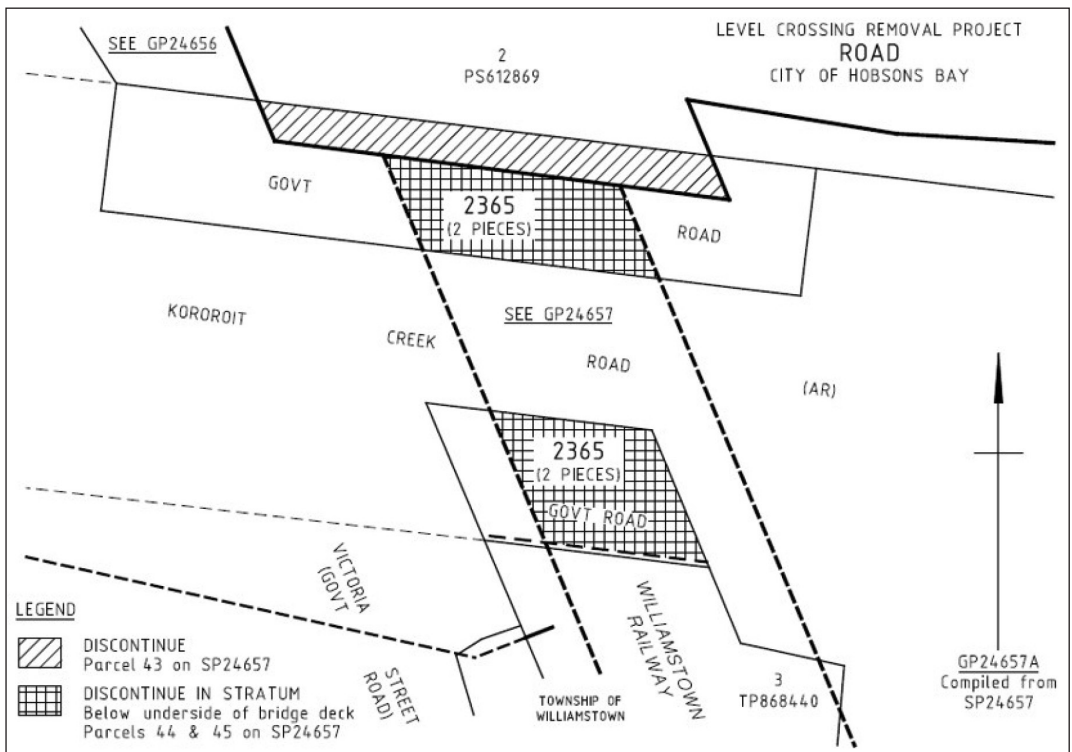 SEE GP24656
2
PS612869
LEVEL CROSSING REMOVAL PROJECT
ROAD
CITY OF HOBSONS BAY
GOVT
2365
(2 PIECES)
ROAD
SEE GP24657
KOROROIT
CREEK
ROAD
(AR)
2365
(2 PIECES)
GOVT ROAD
VICTORIA
(GOVT
STREET
ROAD)
WILLIAMSTOWN
RAILWAY
TOWNSHIP OF
WILLIAMSTOWN
3
TP868440
LEGEND
DISCONTINUE
Parcel 43 on SP24657
DISCONTINUE IN STRATUM
Below underside of bridge deck
Parcels 44 & 45 on SP24657
GP24657A
Compiled from
SP24657